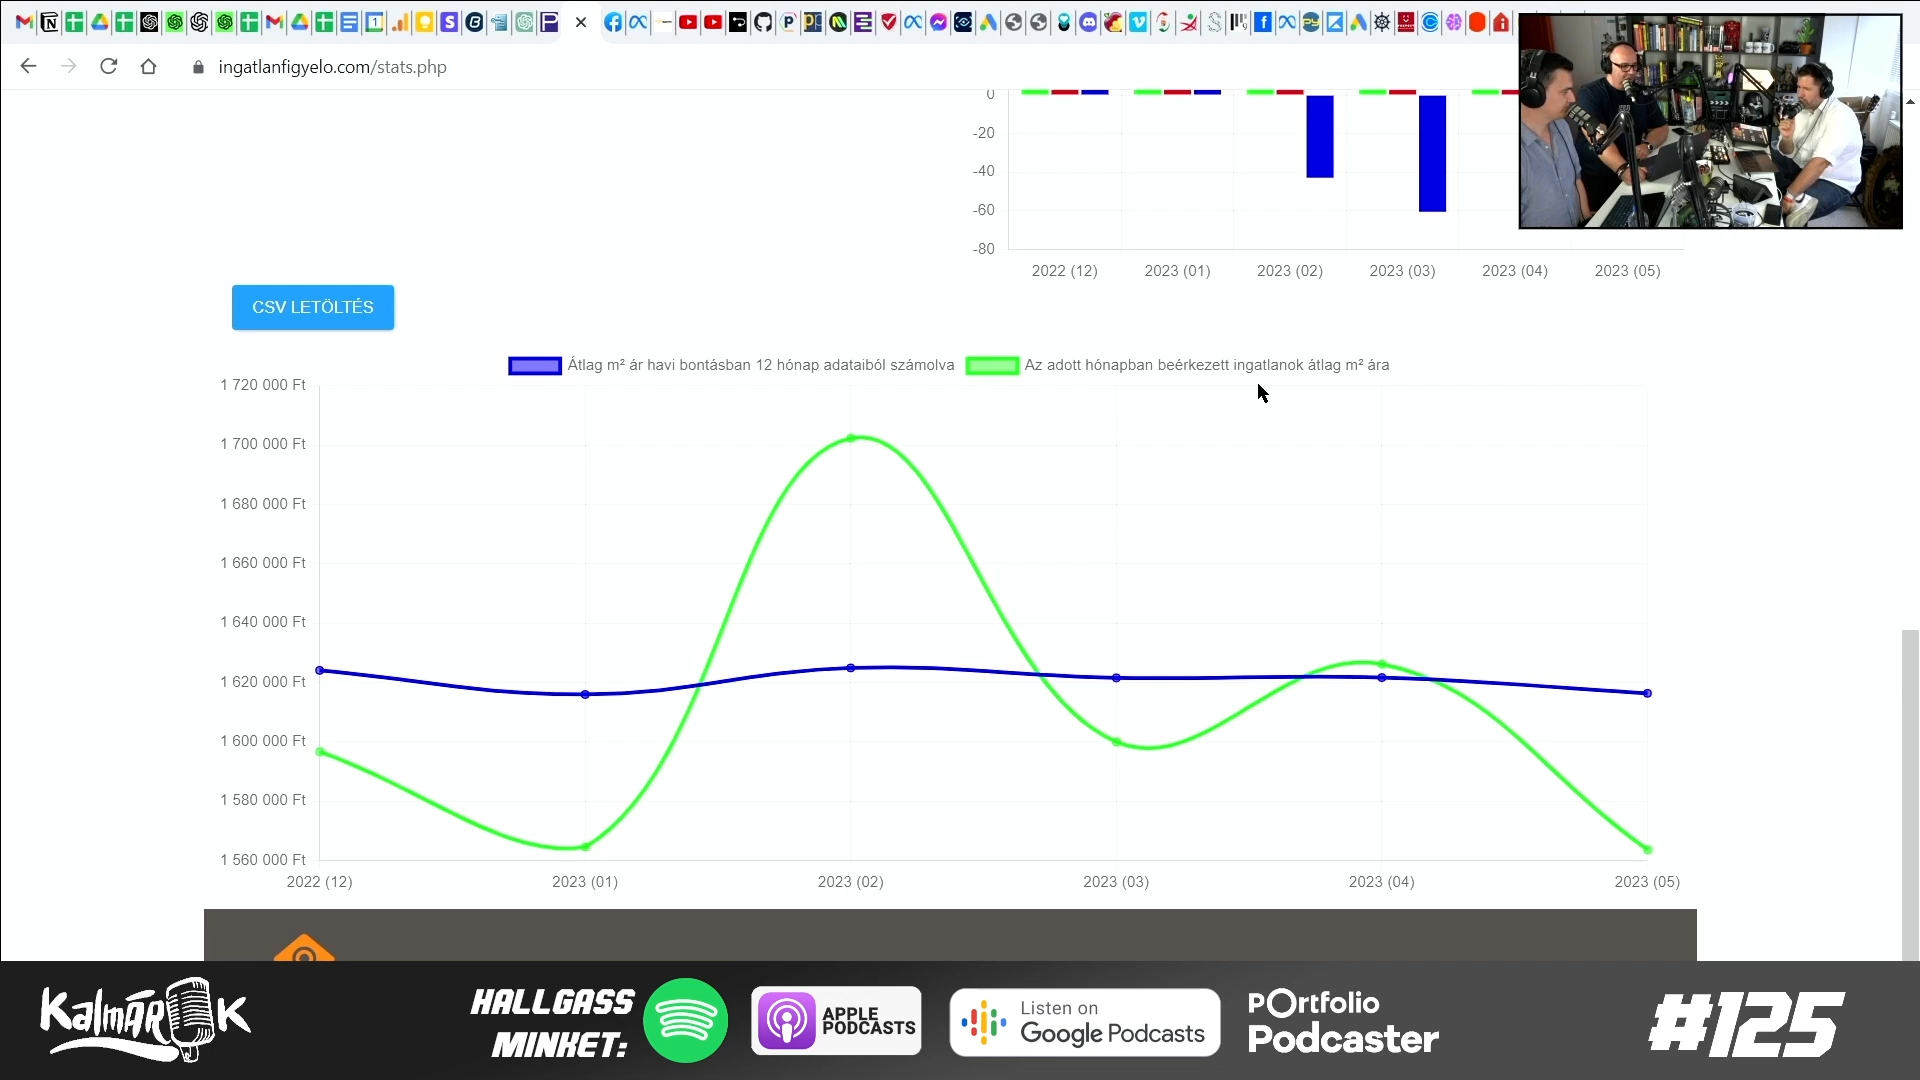 ingatlanfigyelo.com/stats.php
0
-20
-40
-60
-80
2022 (12) 2023 (01) 2023 (02) 2023 (03) 2023 (04) 2023 (05)
CSV LETÖLTÉS
Átlag m² ár havi bontásban 12 hónap adataiból számolva Az adott hónapban beérkezett ingatlanok átlag m² ára
1 720 000 Ft
1 700 000 Ft
1 680 000 Ft
1 660 000 Ft
1 640 000 Ft
1 620 000 Ft
1 600 000 Ft
1 580 000 Ft
1 560 000 Ft
2022 (12) 2023 (01) 2023 (02) 2023 (03) 2023 (04) 2023 (05)
KalmárOK
HALLGASS
MINKET:
APPLE
PODCASTS
Listen on
Google Podcasts
POrtfolio
Podcaster
#125